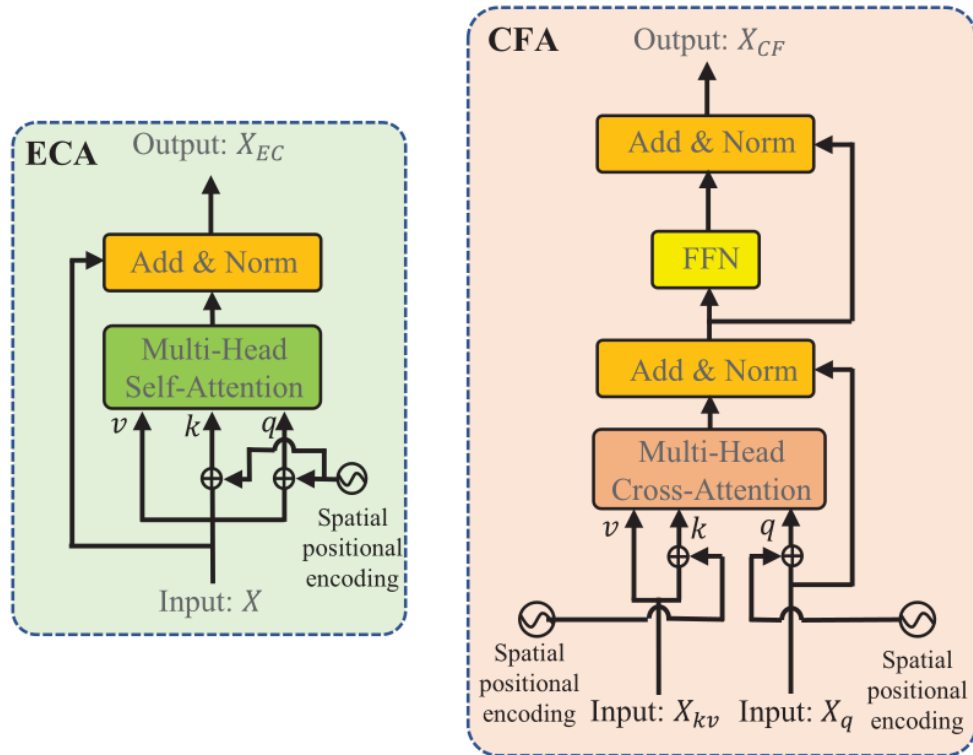 ECA
Output: X_EC
Add & Norm
Multi-Head
Self-Attention
v k q
Spatial
positional
encoding
Input: X
CFA
Output: X_CF
Add & Norm
FFN
Add & Norm
Multi-Head
Cross-Attention
v k q
Spatial
positional
encoding
Input: X_kv
Input: X_q
Spatial
positional
encoding